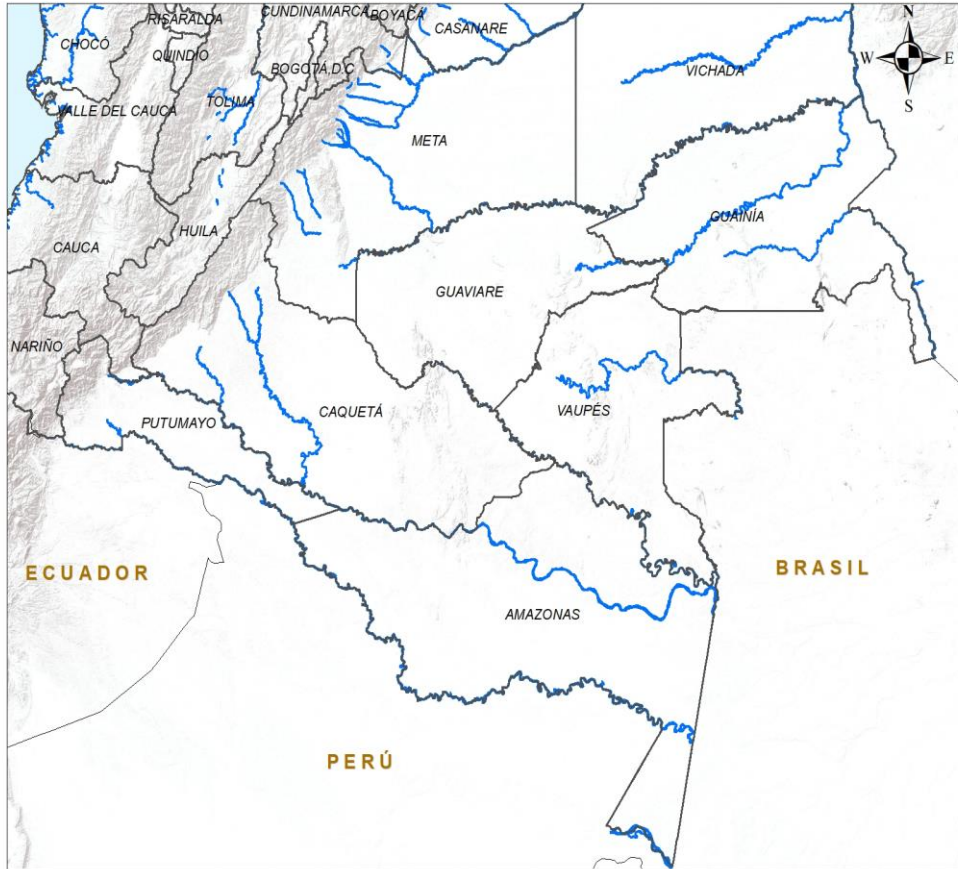 CUNDINAMARCA
BOYACÁ
RISARALDA
CASANARE
N
CHOCÓ
QUINDIO
BOGOTÁ D.C
W
E
VICHADA
S
TOLIMA
VALLE DEL CAUCA
META
GUAINÍA
HUILA
CAUCA
GUAVIARE
NARIÑO
CAQUETÁ
VAUPÉS
PUTUMAYO
ECUADOR
BRASIL
AMAZONAS
PERÚ